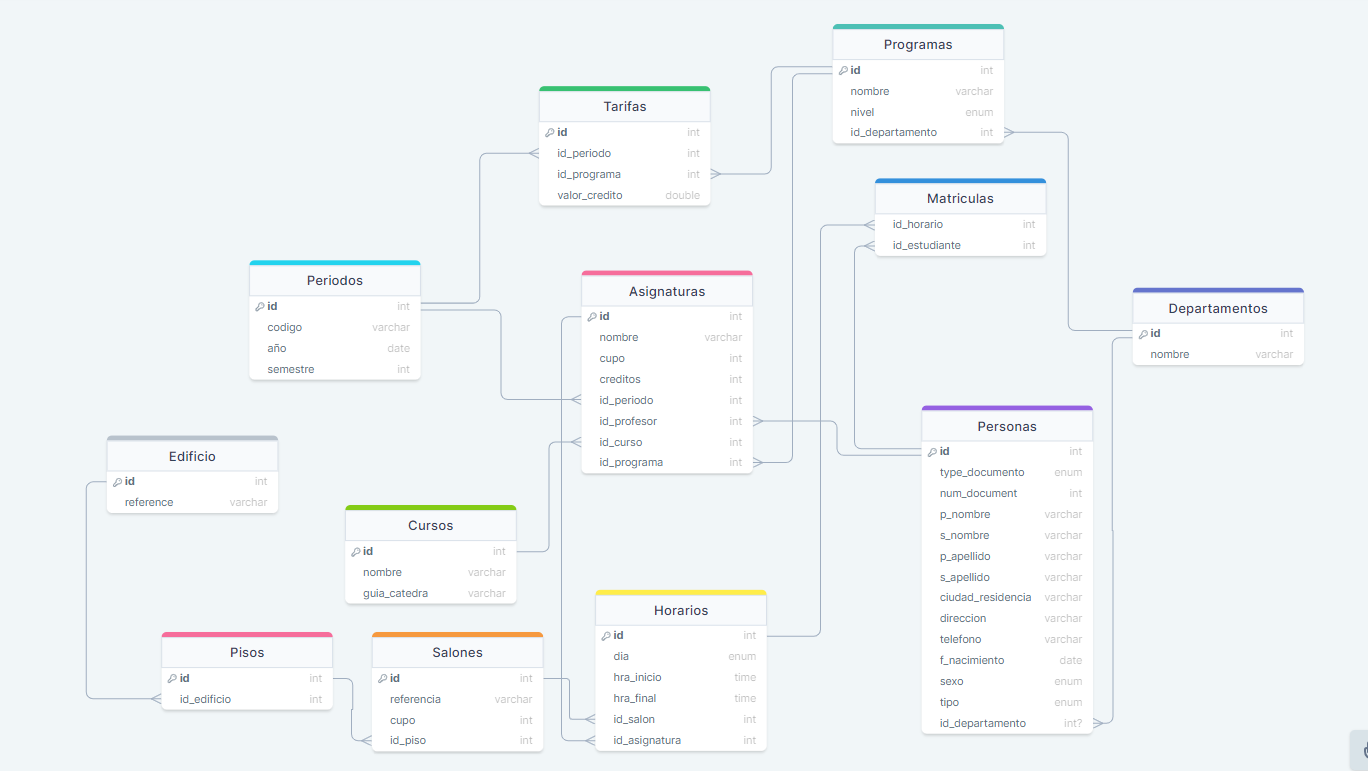 Programas
id int
nombre varchar
nivel enum
id_departamento int
Tarifas
id int
id_periodo int
id_programa int
valor_credito double
Matriculas
id_horario int
id_estudiante int
Periodos
id int
codigo varchar
año date
semestre int
Asignaturas
id int
nombre varchar
cupo int
creditos int
id_periodo int
id_profesor int
id_curso int
id_programa int
Departamentos
id int
nombre varchar
Personas
id int
type_documento enum
num_document int
p_nombre varchar
s_nombre varchar
p_apellido varchar
s_apellido varchar
ciudad_residencia varchar
direccion varchar
telefono varchar
f_nacimiento date
sexo enum
tipo enum
id_departamento int?
Edificio
id int
reference varchar
Cursos
id int
nombre varchar
guia_catedra varchar
Horarios
id int
dia enum
hra_inicio time
hra_final time
id_salon int
id_asignatura int
Pisos
id int
id_edificio int
Salones
id int
referencia varchar
cupo int
id_piso int